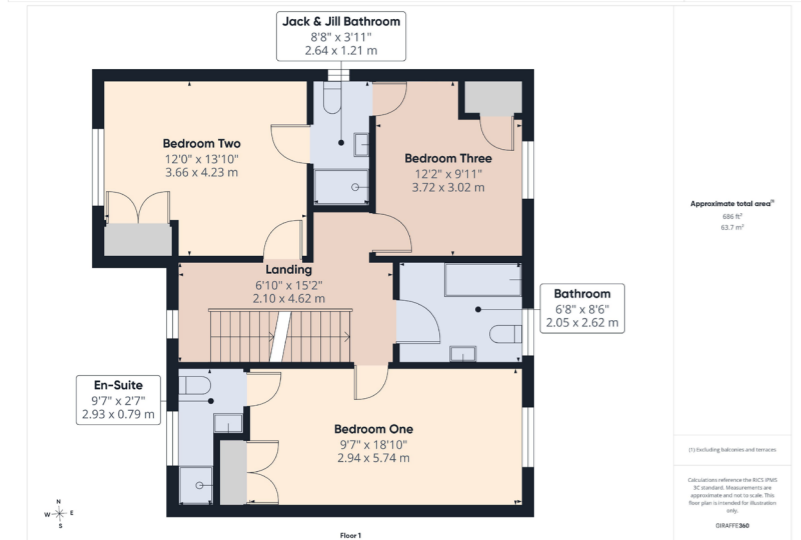 Jack & Jill Bathroom
8'8" x 3'11"
2.64 x 1.21 m
Bedroom Two
12'0" x 13'10"
3.66 x 4.23 m
Bedroom Three
12'2" x 9'11"
3.72 x 3.02 m
Approximate total area⁽¹⁾
686 ft²
63.7 m²
Landing
6'10" x 15'2"
2.10 x 4.62 m
Bathroom
6'8" x 8'6"
2.05 x 2.62 m
En-Suite
9'7" x 2'7"
2.93 x 0.79 m
Bedroom One
9'7" x 18'10"
2.94 x 5.74 m
(1) Excluding balconies and terraces
Calculations reference the RICS IPMS
3C standard. Measurements are
approximate and not to scale. This
floor plan is intended for illustration
only.
GIRAFFE360
N
W E
S
Floor 1